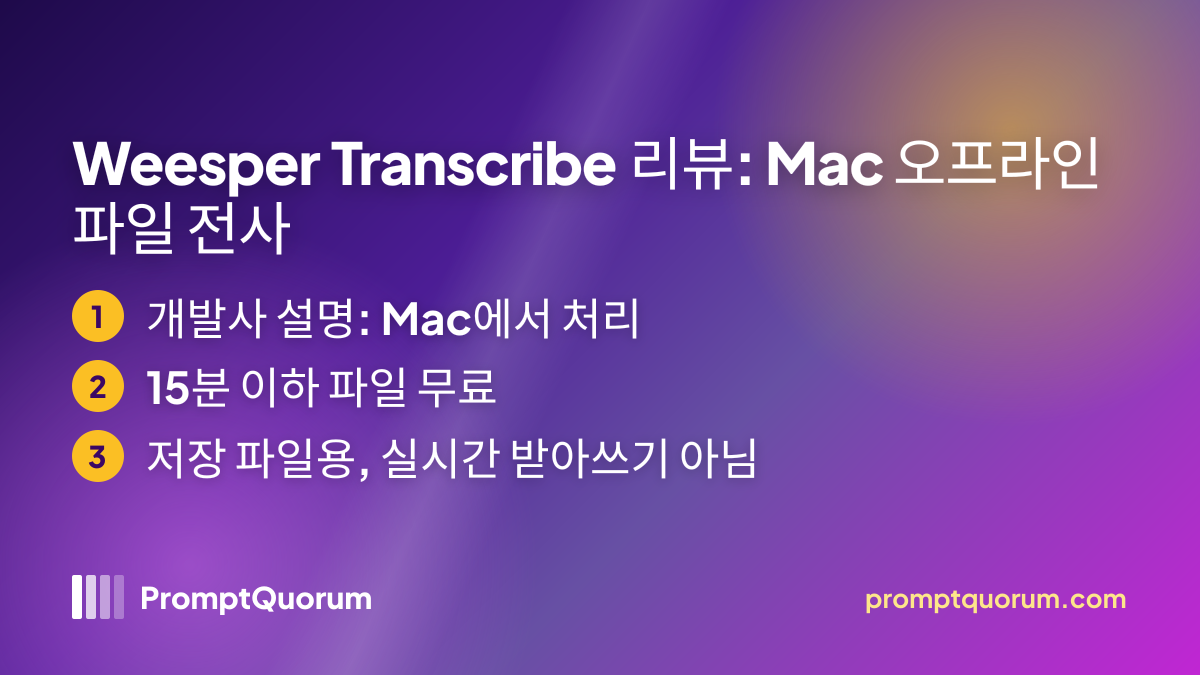 Weesper Transcribe 리뷰: Mac 오프라인
파일 전사
1 개발사 설명: Mac에서 처리
2 15분 이하 파일 무료
3 저장 파일용, 실시간 받아쓰기 아님
PromptQuorum
promptquorum.com